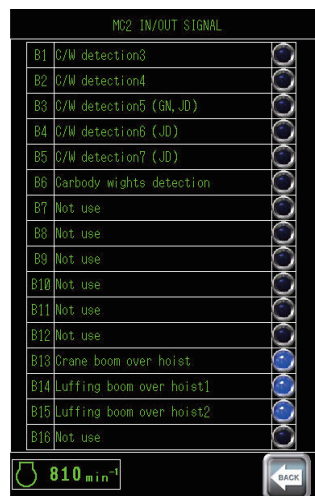 MC2 IN/OUT SIGNAL
B1 C/W detection3
B2 C/W detection4
B3 C/W detection5 (GN,JD)
B4 C/W detection6 (JD)
B5 C/W detection7 (JD)
B6 Carbody wights detection
B7 Not use
B8 Not use
B9 Not use
B10 Not use
B11 Not use
B12 Not use
B13 Crane boom over hoist
B14 Luffing boom over hoist1
B15 Luffing boom over hoist2
B16 Not use
810 min⁻¹
BACK